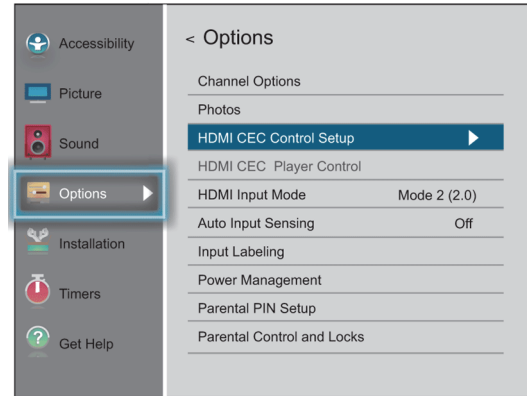 Accessibility
Picture
Sound
Options
Installation
Timers
Get Help
< Options
Channel Options
Photos
HDMI CEC Control Setup
HDMI CEC Player Control
HDMI Input Mode Mode 2 (2.0)
Auto Input Sensing Off
Input Labeling
Power Management
Parental PIN Setup
Parental Control and Locks